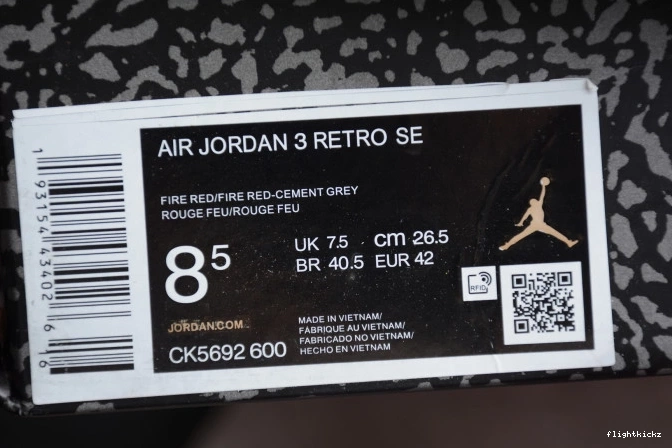 AIR JORDAN 3 RETRO SE
FIRE RED/FIRE RED-CEMENT GREY
ROUGE FEU/ROUGE FEU
8⁵
UK 7.5 cm 26.5
BR 40.5 EUR 42
RFID
JORDAN.COM
CK5692 600
MADE IN VIETNAM/
FABRIQUE AU VIETNAM/
FABRICADO NO VIETNAM/
HECHO EN VIETNAM
1 93154 43402 6 16
flightkickz